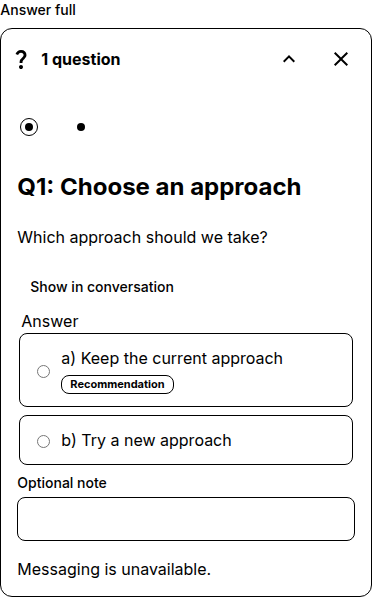 Answer full
? 1 question
Q1: Choose an approach
Which approach should we take?
Show in conversation
Answer
a) Keep the current approach
Recommendation
b) Try a new approach
Optional note
Messaging is unavailable.